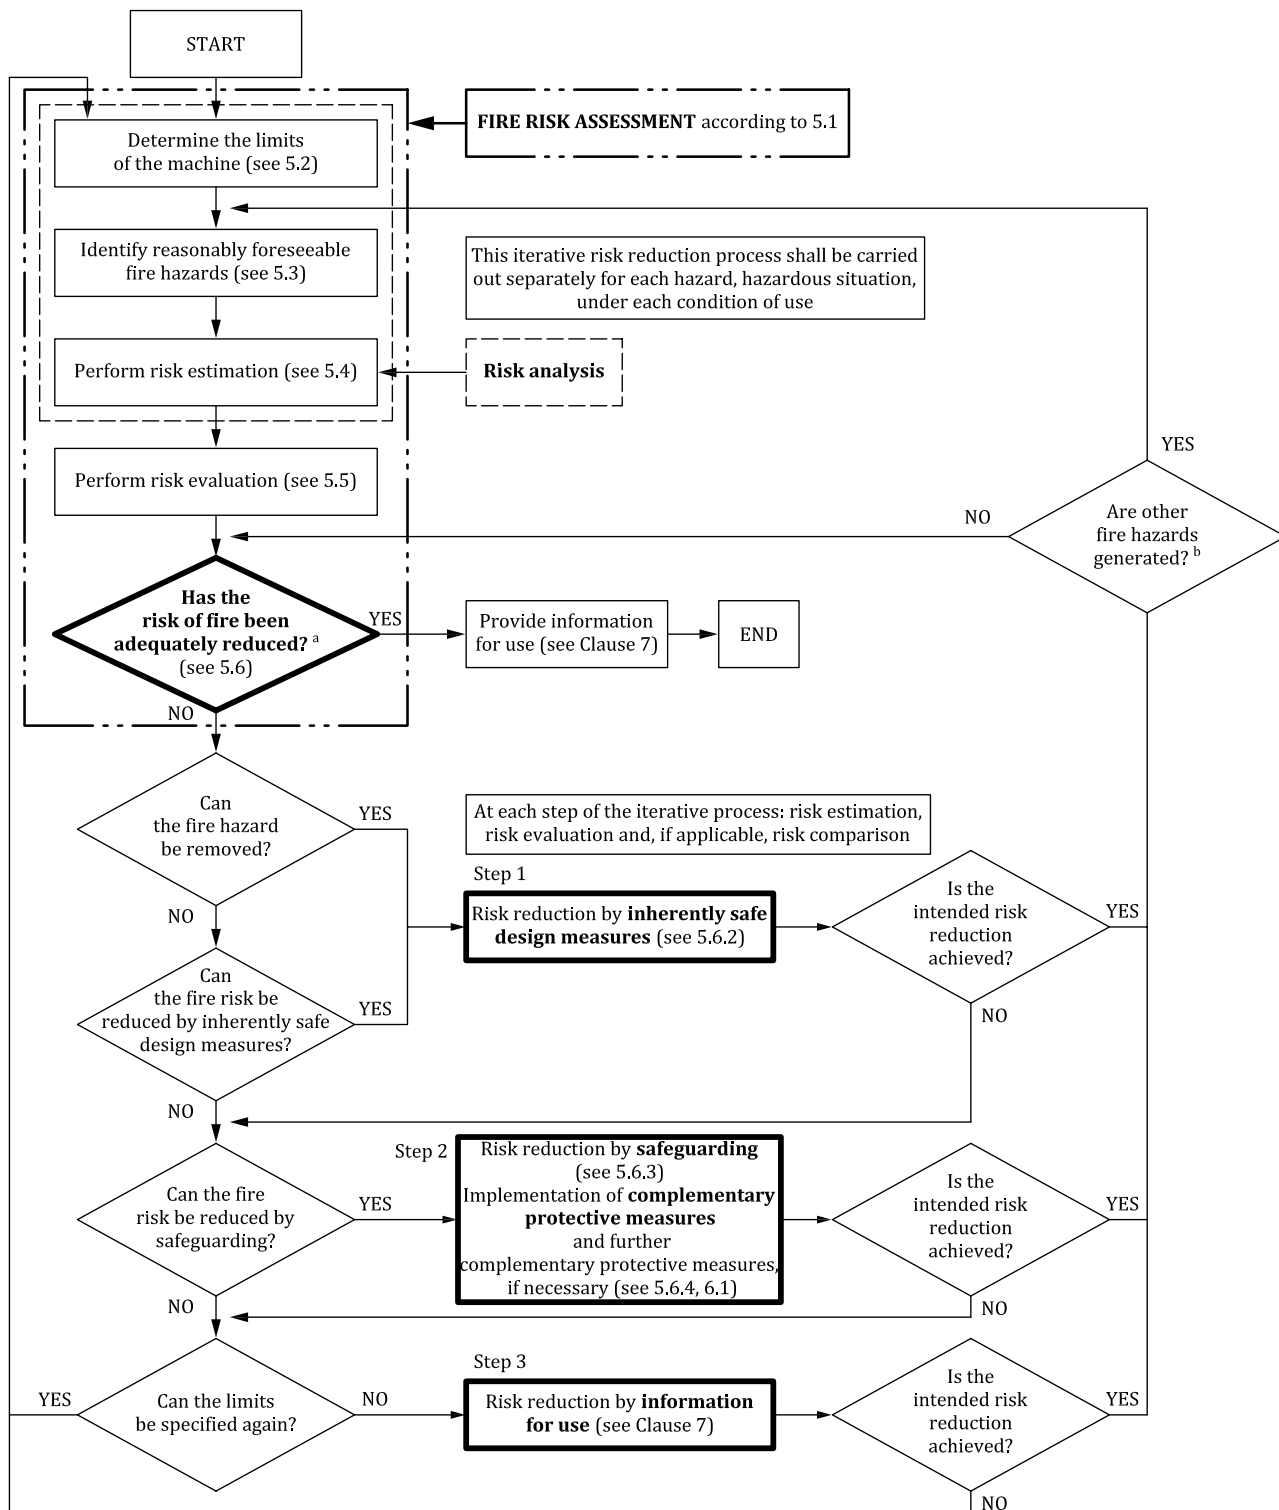 START
FIRE RISK ASSESSMENT according to 5.1
Determine the limits
of the machine (see 5.2)
Identify reasonably foreseeable
fire hazards (see 5.3)
This iterative risk reduction process shall be carried
out separately for each hazard, hazardous situation,
under each condition of use
Perform risk estimation (see 5.4)
Risk analysis
YES
Perform risk evaluation (see 5.5)
NO
Are other
fire hazards
generated? b
Has the
risk of fire been
adequately reduced? a
(see 5.6)
YES
Provide information
for use (see Clause 7)
END
NO
Can
the fire hazard
be removed?
YES
At each step of the iterative process: risk estimation,
risk evaluation and, if applicable, risk comparison
Step 1
NO
Risk reduction by inherently safe
design measures (see 5.6.2)
Is the
intended risk
reduction
achieved?
YES
Can
the fire risk be
reduced by inherently safe
design measures?
YES
NO
NO
Step 2
Can the fire
risk be reduced by
safeguarding?
YES
Risk reduction by safeguarding
(see 5.6.3)
Implementation of complementary
protective measures
and further
complementary protective measures,
if necessary (see 5.6.4, 6.1)
Is the
intended risk
reduction
achieved?
YES
NO
NO
Step 3
YES
Can the limits
be specified again?
NO
Risk reduction by information
for use (see Clause 7)
Is the
intended risk
reduction
achieved?
YES
NO